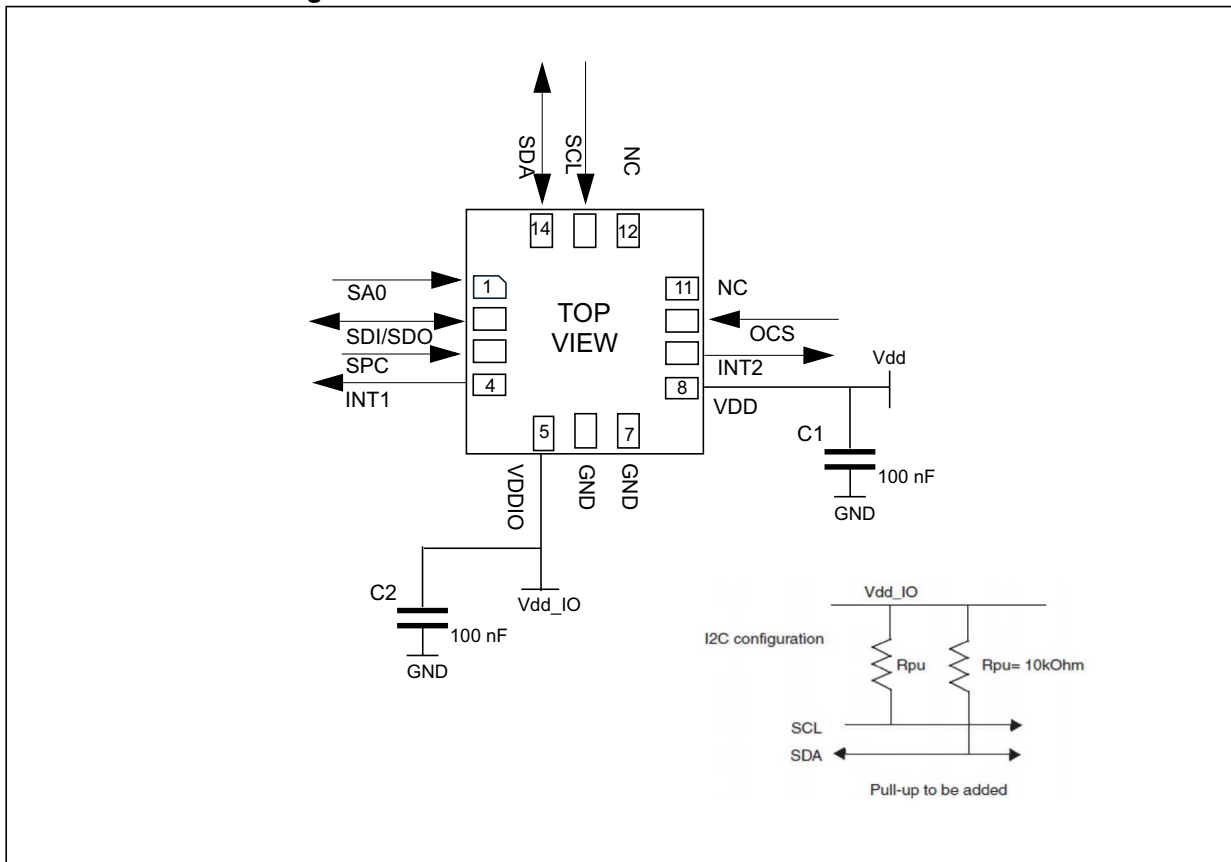 SDA
SCL
NC
14
12
1
SA0
SDI/SDO
SPC
4
INT1
TOP
VIEW
11
NC
OCS
INT2
8
VDD
Vdd
5
7
VDDIO
GND
GND
C1
100 nF
GND
C2
100 nF
GND
Vdd_IO
Vdd_IO
I2C configuration
Rpu
Rpu= 10kOhm
SCL
SDA
Pull-up to be added